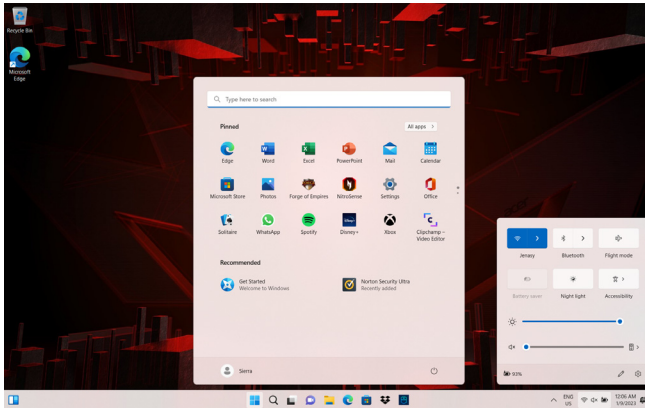 Recycle Bin
Microsoft
Edge
Type here to search
Pinned
All apps >
Edge Word Excel PowerPoint Mail Calendar
Microsoft Store Photos Forge of Empires NitroSense Settings Office
Solitaire WhatsApp Spotify Disney+ Xbox Clipchamp –
Video Editor
Recommended
Get Started
Welcome to Windows
Norton Security Ultra
Recently added
Sierra
Jenasy Bluetooth Flight mode
Battery saver Night light Accessibility
93%
ENG
US
12:06 AM
1/9/2023